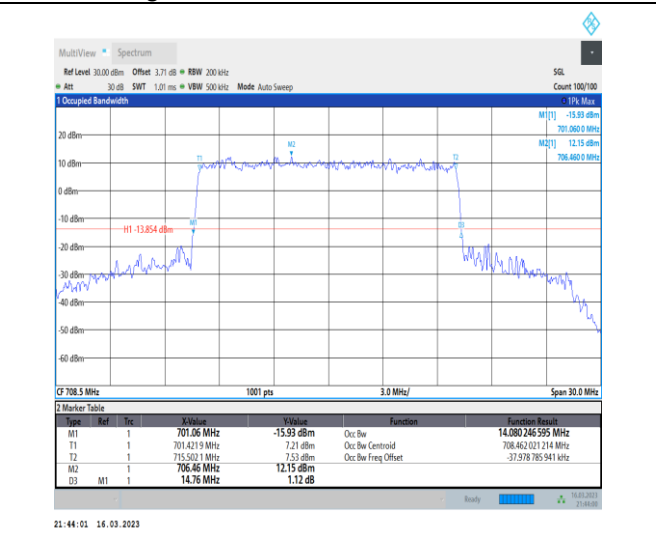 MultiView Spectrum
Ref Level 30.00 dBm Offset 3.71 dB RBW 200 kHz SGL
Att 30 dB SWT 1.01 ms VBW 500 kHz Mode Auto Sweep Count 100/100
1 Occupied Bandwidth 1Pk Max
M1[1] -15.93 dBm
701.060 0 MHz
M2[1] 12.15 dBm
706.460 0 MHz
20 dBm
M2
T1 T2
10 dBm
0 dBm
-10 dBm
M1 D3
H1 -13.854 dBm
-20 dBm
-30 dBm
-40 dBm
-50 dBm
-60 dBm
CF 708.5 MHz 1001 pts 3.0 MHz/ Span 30.0 MHz
2 Marker Table
Type Ref Trc X-Value Y-Value Function Function Result
M1 1 701.06 MHz -15.93 dBm Occ Bw 14.080 246 595 MHz
T1 1 701.421 9 MHz 7.21 dBm Occ Bw Centroid 708.462 021 214 MHz
T2 1 715.502 1 MHz 7.53 dBm Occ Bw Freq Offset -37.978 785 941 kHz
M2 1 706.46 MHz 12.15 dBm
D3 M1 1 14.76 MHz 1.12 dB
Ready 16.03.2023
21:44:00
21:44:01 16.03.2023